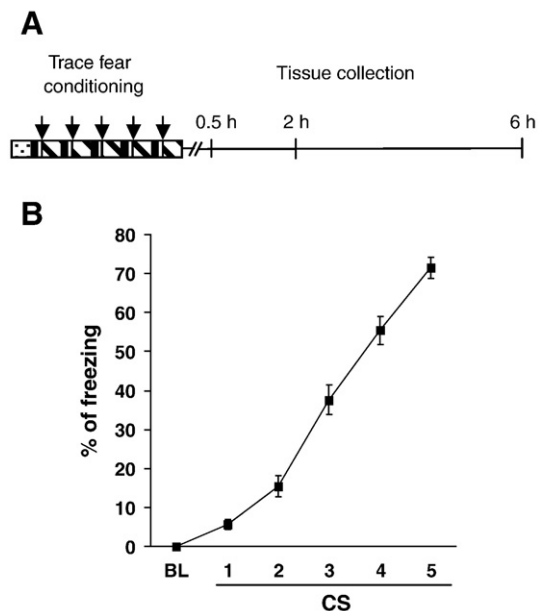 A
Trace fear
conditioning
Tissue collection
0.5 h 2 h 6 h
B
80
70
60
50
40
30
20
10
0
% of freezing
BL 1 2 3 4 5
CS